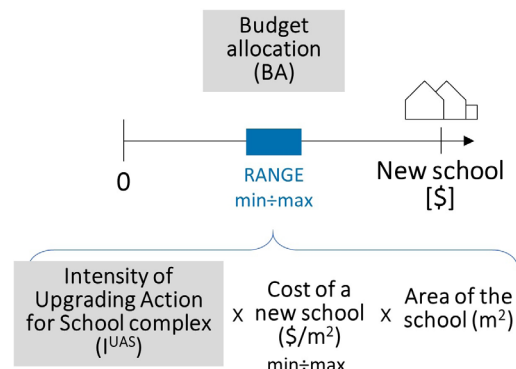 Budget
allocation
(BA)
0
RANGE
min÷max
New school
[$]
Intensity of
Upgrading Action
for School complex
(I^UAS)
x
Cost of a
new school
($/m²)
min÷max
x
Area of the
school (m²)